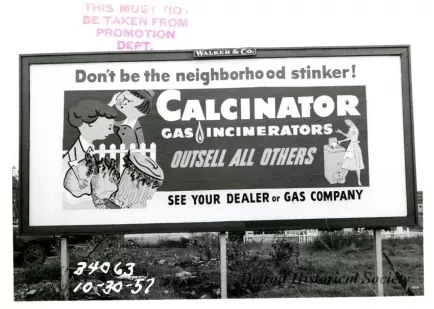 THIS MUST NOT
BE TAKEN FROM
PROMOTION
DEPT.
WALKER & CO.
Don't be the neighborhood stinker!
CALCINATOR
GAS INCINERATORS
OUTSELL ALL OTHERS
SEE YOUR DEALER or GAS COMPANY
34063
10-30-57
Detroit Historical Society